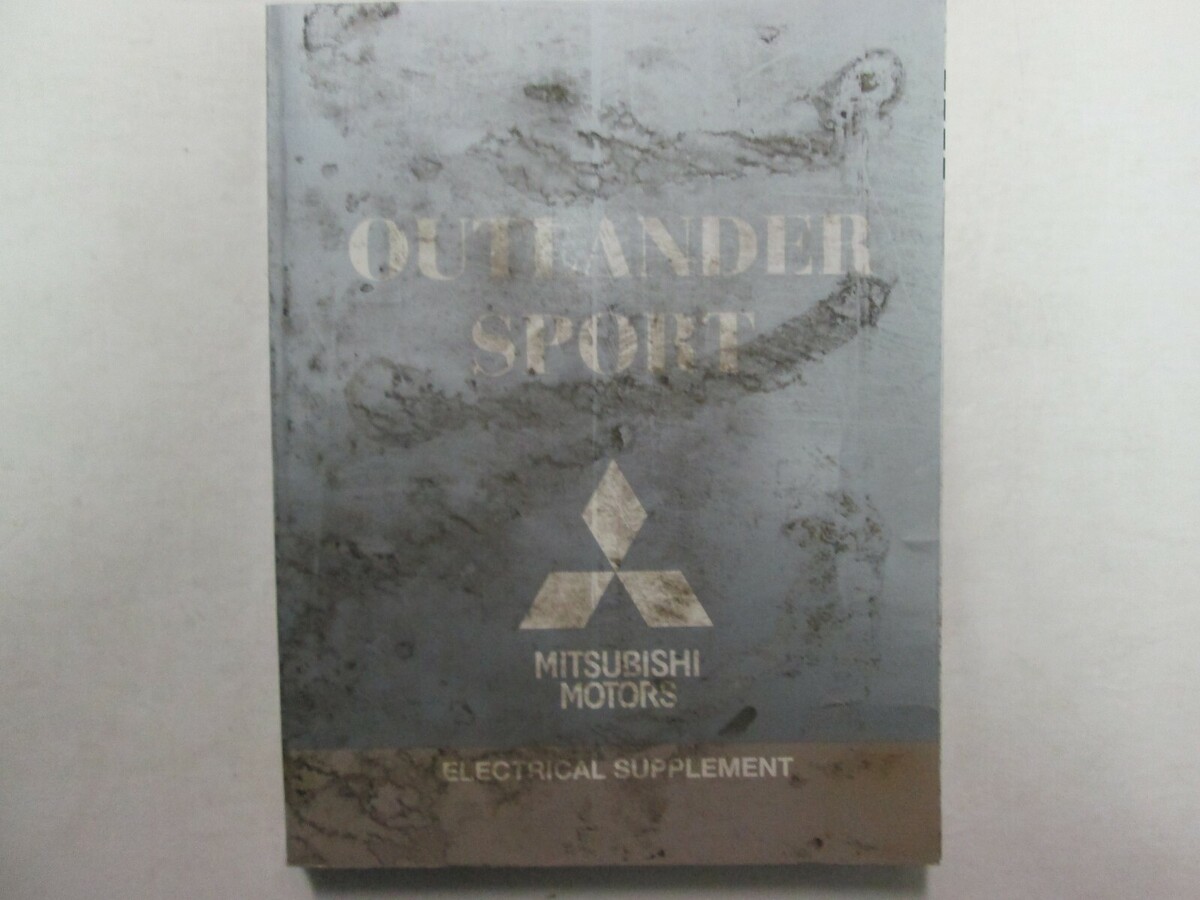 OUTLANDER
SPORT
MITSUBISHI
MOTORS
ELECTRICAL SUPPLEMENT